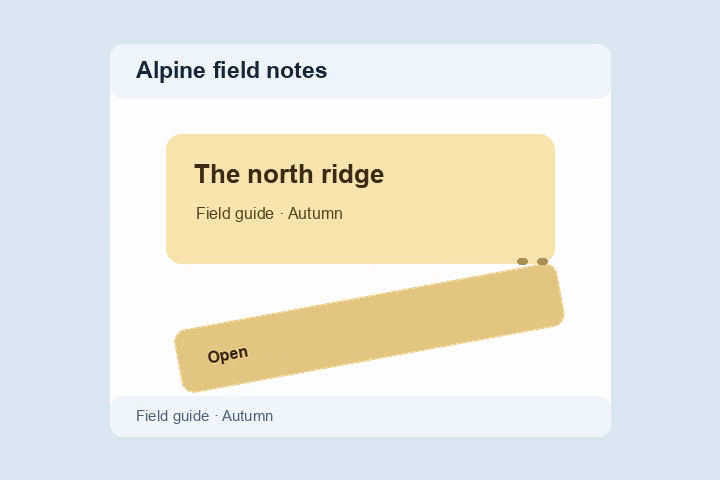 Alpine field notes
The north ridge
Field guide · Autumn
Open
Field guide · Autumn